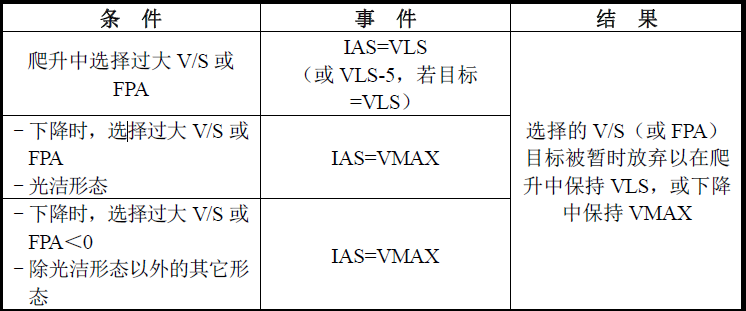 条 件
事 件
结 果
爬升中选择过大 V/S 或
FPA
IAS=VLS
（或 VLS-5，若目标
=VLS）
－下降时，选择过大 V/S 或
FPA
－光洁形态
IAS=VMAX
－下降时，选择过大 V/S 或
FPA＜0
－除光洁形态以外的其它形
态
IAS=VMAX
选择的 V/S（或 FPA）
目标被暂时放弃以在爬
升中保持 VLS，或下降
中保持 VMAX